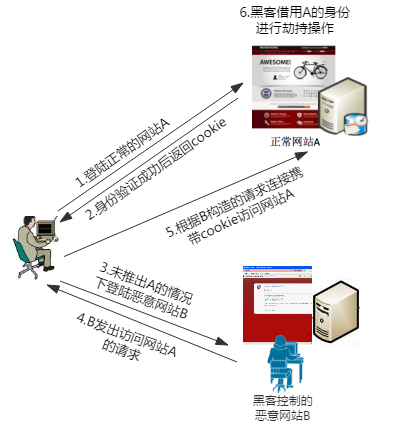 6.黑客借用A的身份
进行劫持操作
AWESOME!
正常网站A
1.登陆正常的网站A
2.身份验证成功后返回cookie
5.根据B构造的请求连接携
带cookie访问网站A
3.未推出A的情况
下登陆恶意网站B
4.B发出访问网站A
的请求
黑客控制的
恶意网站B